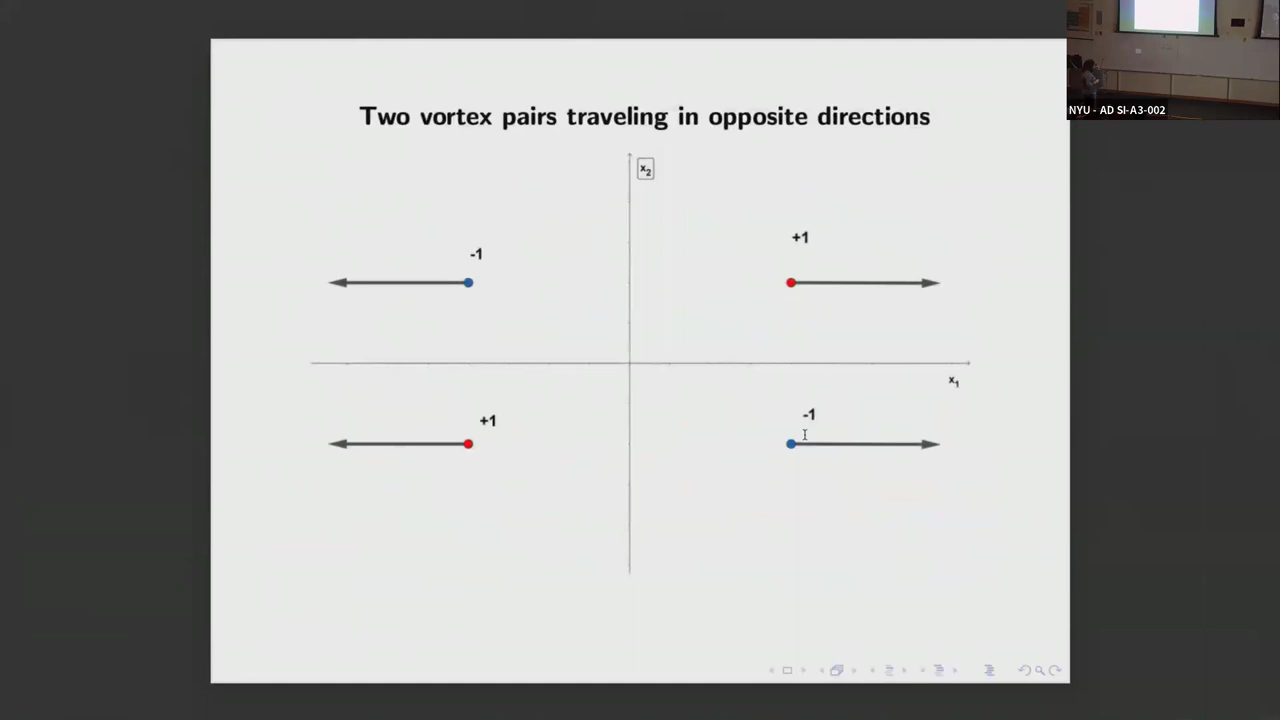 Two vortex pairs traveling in opposite directions
x2
-1
+1
x1
+1
-1
NYU - AD SI-A3-002